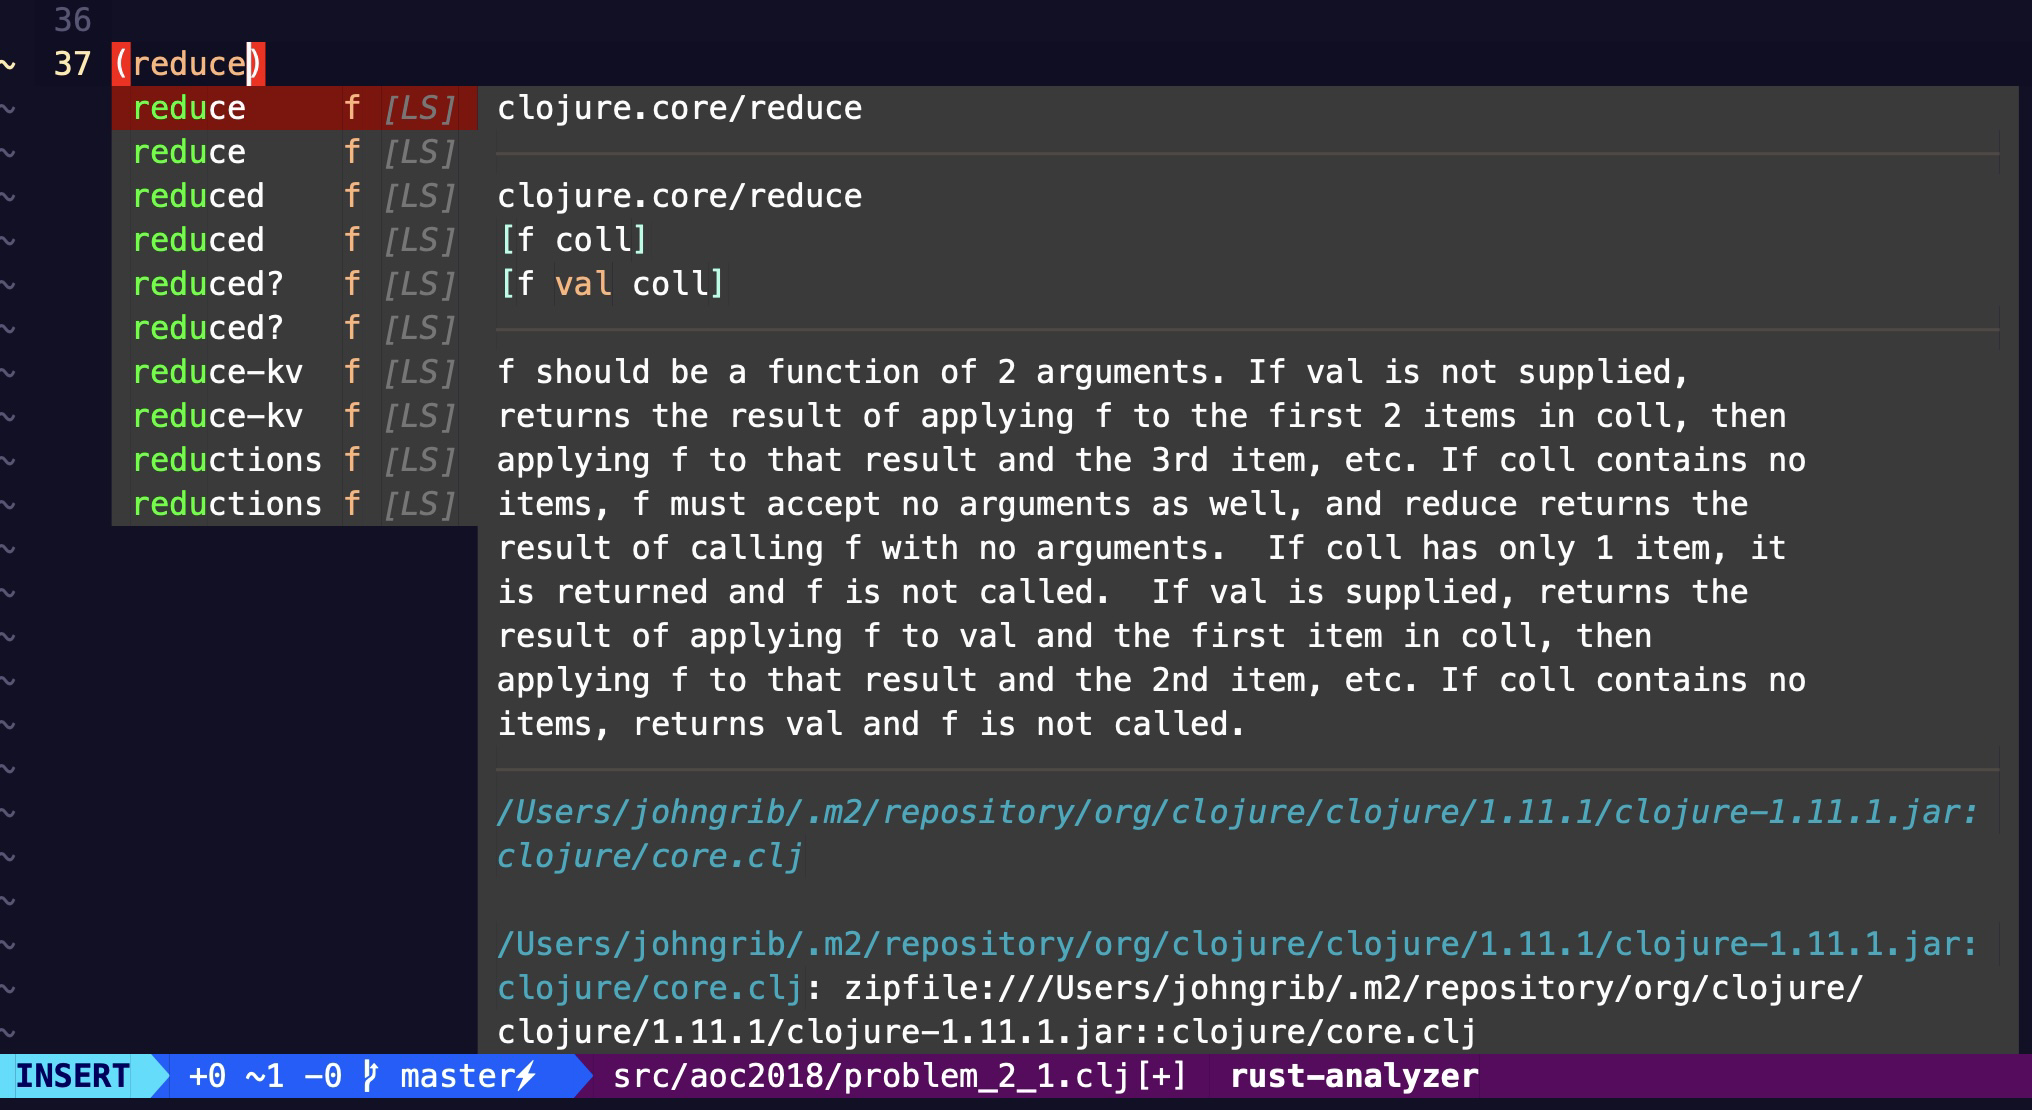 36
~ 37 (reduce)
~ reduce f [LS] clojure.core/reduce
~ reduce f [LS]
~ reduced f [LS] clojure.core/reduce
~ reduced f [LS] [f coll]
~ reduced? f [LS] [f val coll]
~ reduced? f [LS]
~ reduce-kv f [LS] f should be a function of 2 arguments. If val is not supplied,
~ reduce-kv f [LS] returns the result of applying f to the first 2 items in coll, then
~ reductions f [LS] applying f to that result and the 3rd item, etc. If coll contains no
~ reductions f [LS] items, f must accept no arguments as well, and reduce returns the
~ result of calling f with no arguments.  If coll has only 1 item, it
~ is returned and f is not called.  If val is supplied, returns the
~ result of applying f to val and the first item in coll, then
~ applying f to that result and the 2nd item, etc. If coll contains no
~ items, returns val and f is not called.
~
~ /Users/johngrib/.m2/repository/org/clojure/clojure/1.11.1/clojure-1.11.1.jar:
~ clojure/core.clj
~
~ /Users/johngrib/.m2/repository/org/clojure/clojure/1.11.1/clojure-1.11.1.jar:
~ clojure/core.clj: zipfile:///Users/johngrib/.m2/repository/org/clojure/
~ clojure/1.11.1/clojure-1.11.1.jar::clojure/core.clj
INSERT +0 ~1 -0 master⚡ src/aoc2018/problem_2_1.clj[+] rust-analyzer